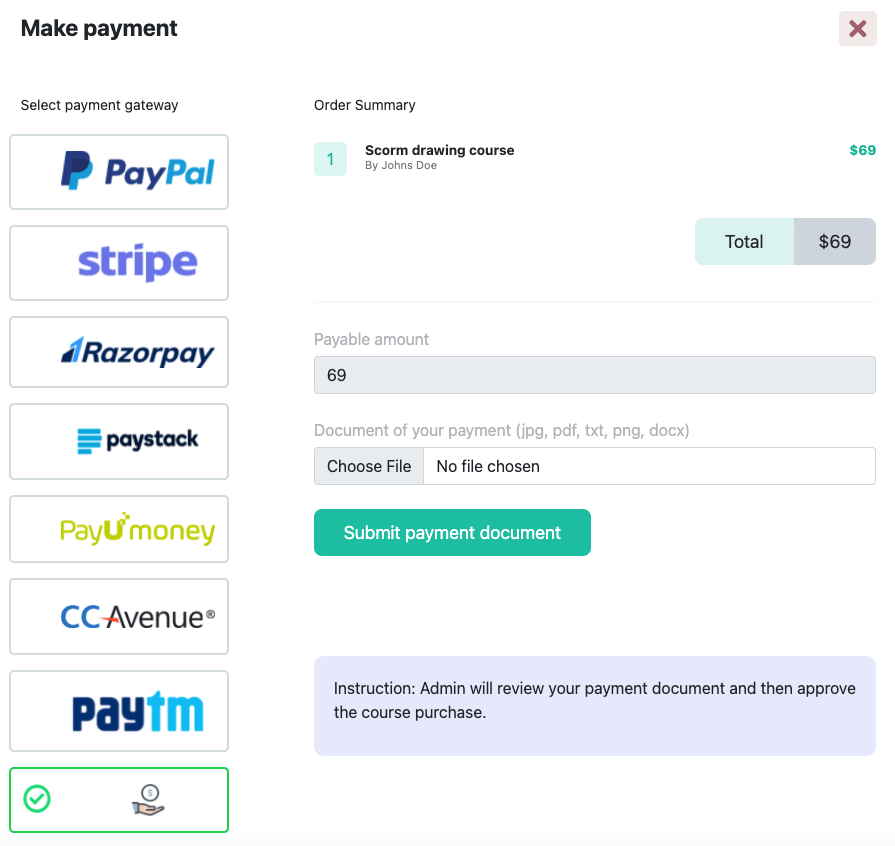 Make payment
Select payment gateway
PayPal
stripe
Razorpay
paystack
PayUmoney
CCAvenue®
paytm
$
Order Summary
1
Scorm drawing course
$69
By Johns Doe
Total
$69
Payable amount
69
Document of your payment (jpg, pdf, txt, png, docx)
Choose File
No file chosen
Submit payment document
Instruction: Admin will review your payment document and then approve
the course purchase.